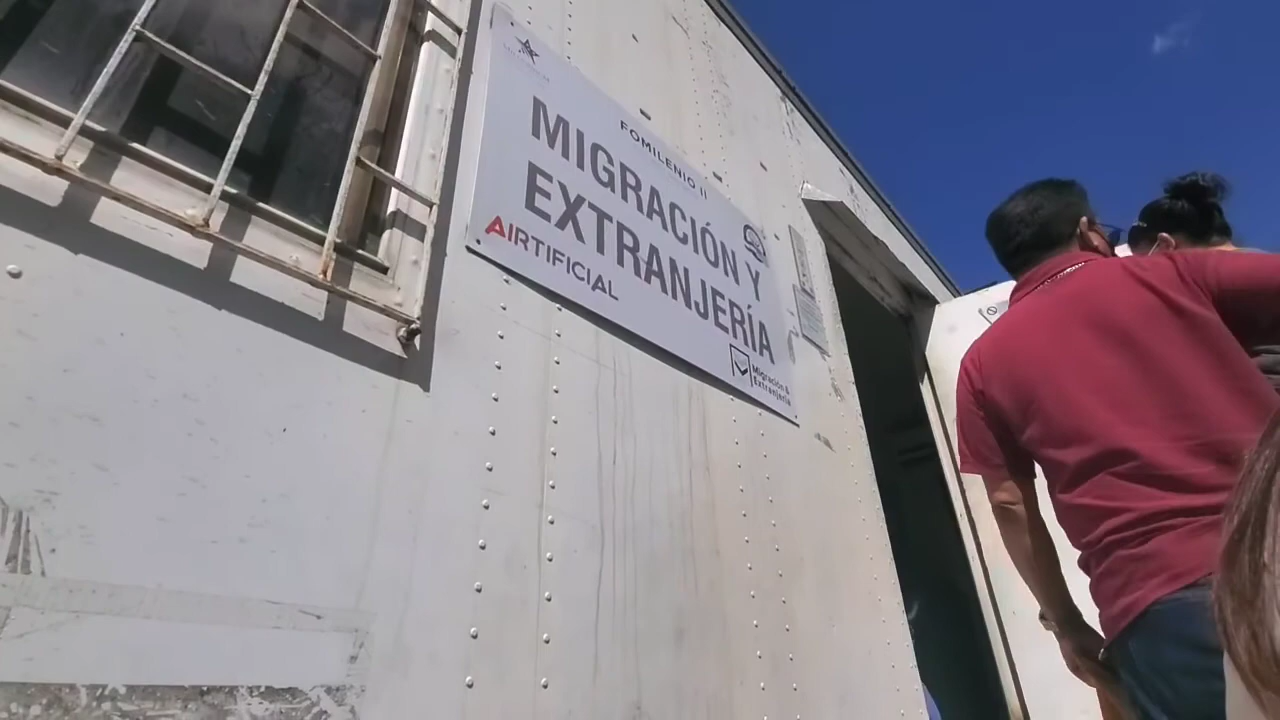 FOMILENIO II
MIGRACIÓN Y
EXTRANJERÍA
AIRTIFICIAL
Migración &
Extranjería